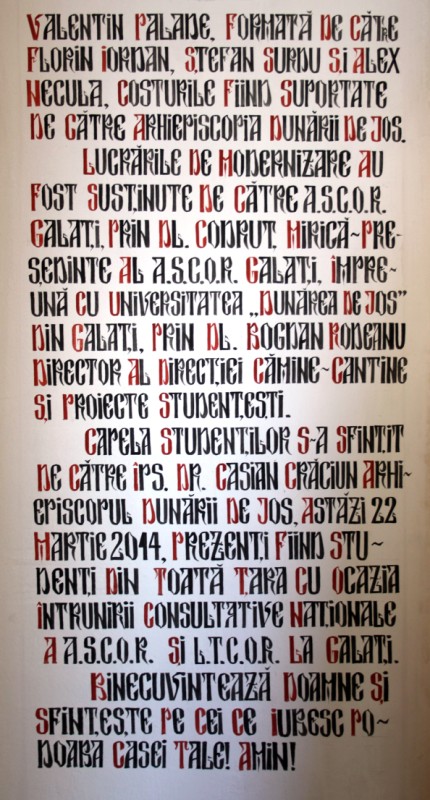 Valentin Palade, Formată de către
Florin Iordan, Ștefan Surdu și Alex
Necula, costurile fiind suportate
de către Arhiepiscopia Dunării de Jos.
Lucrările de modernizare au
fost susținute de către A.S.C.O.R.
Galați, prin dl. Codruț Mirică~pre-
ședinte al A.S.C.O.R. Galați, împre~
ună cu Universitatea „Dunărea de Jos”
din Galați, prin dl. Bogdan Rodeanu
director al direcției cămine~cantine
și proiecte studențești.
Capela studenților s-a sfințit
de către ÎPS. Dr. Casian Crăciun Arhi~
episcopul Dunării de Jos, astăzi 22
martie 2014, prezenți fiind stu~
denți din toată țara cu ocazia
întrunirii consultative naționale
a A.S.C.O.R. și L.T.C.O.R. la Galați.
Binecuvintează Doamne și
sfințește pe cei ce iubesc po~
doaba casei Tale! Amin!